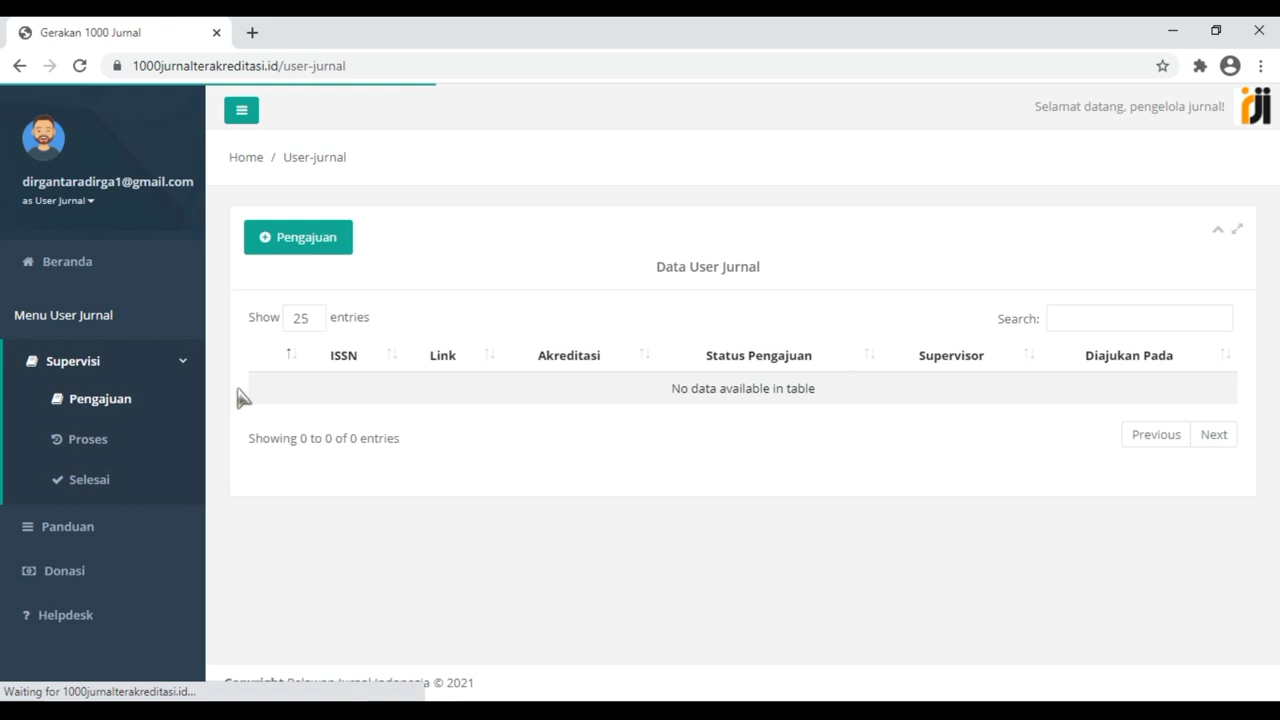 Gerakan 1000 Jurnal
1000jurnalterakreditasi.id/user-jurnal
Selamat datang, pengelola jurnal!
rji
dirgantaradirga1@gmail.com
as User Jurnal
Home / User-jurnal
Beranda
Menu User Jurnal
Supervisi
Pengajuan
Proses
Selesai
Panduan
Donasi
Helpdesk
Pengajuan
Data User Jurnal
Show 25 entries
Search:
ISSN Link Akreditasi Status Pengajuan Supervisor Diajukan Pada
No data available in table
Showing 0 to 0 of 0 entries
Previous Next
Copyright Relawan Jurnal Indonesia © 2021
Waiting for 1000jurnalterakreditasi.id...